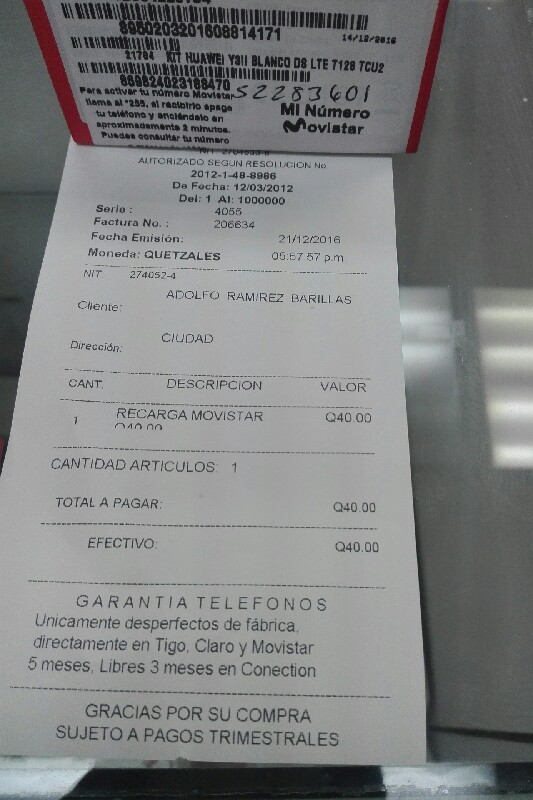 8950203201608814171
14/12/2016
21784 KIT HUAWEI Y3II BLANCO DS LTE T128 TCU2
869824023188470
Para activar tu número Movistar
llama al *255, al recibirlo apaga
tu teléfono y enciéndelo en
aproximadamente 2 minutos.
Puedes consultar tu número
52283601
Mi Número
Movistar
AUTORIZADO SEGUN RESOLUCION No.
2012-1-48-8986
De Fecha: 12/03/2012
Del: 1 Al: 1000000
Serie : 4055
Factura No. : 206634
Fecha Emisión: 21/12/2016
Moneda: QUETZALES 05:57:57 p.m
NIT: 274052-4
Cliente: ADOLFO RAMIREZ BARILLAS
Dirección: CIUDAD
CANT. DESCRIPCION VALOR
1 RECARGA MOVISTAR Q40.00
Q40.00
CANTIDAD ARTICULOS: 1
TOTAL A PAGAR: Q40.00
EFECTIVO: Q40.00
GARANTIA TELEFONOS
Unicamente desperfectos de fábrica,
directamente en Tigo, Claro y Movistar
5 meses, Libres 3 meses en Conection
GRACIAS POR SU COMPRA
SUJETO A PAGOS TRIMESTRALES